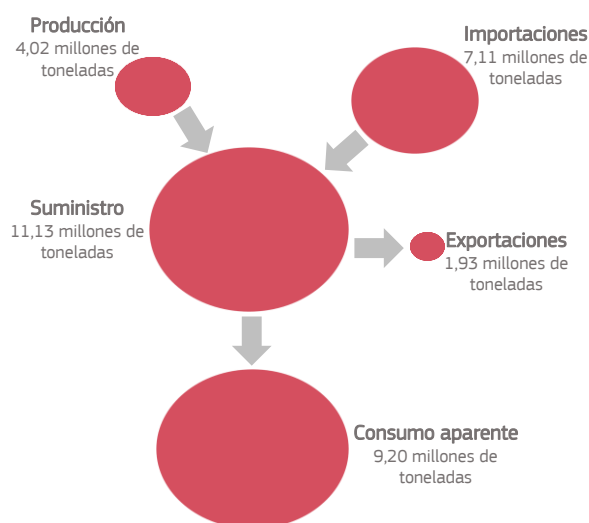 Producción
4,02 millones de
toneladas
Importaciones
7,11 millones de
toneladas
Suministro
11,13 millones de
toneladas
Exportaciones
1,93 millones de
toneladas
Consumo aparente
9,20 millones de
toneladas